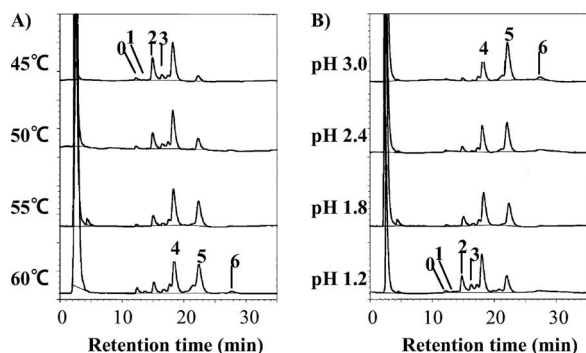 A)
0 1 2 3
45℃
50℃
55℃
60℃
4 5 6
0 10 20 30
Retention time (min)
B)
4 5 6
pH 3.0
pH 2.4
pH 1.8
pH 1.2
0 1 2 3
0 10 20 30
Retention time (min)